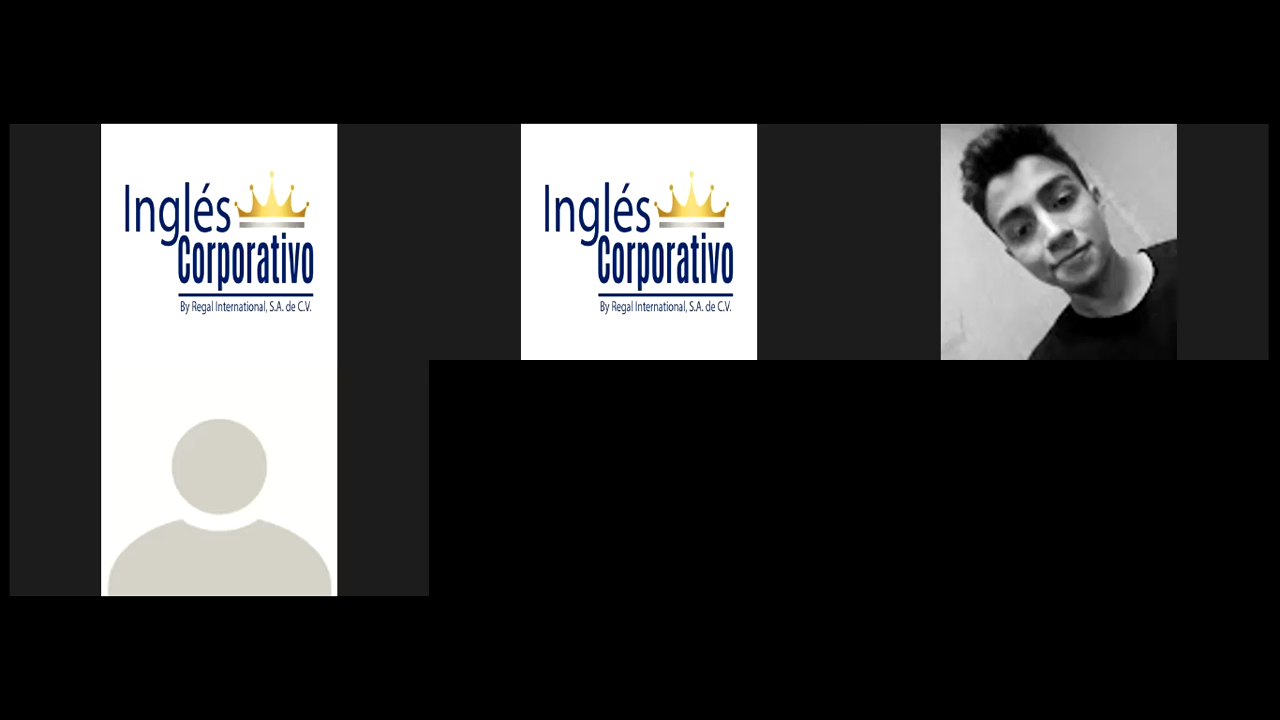 Inglés
Corporativo
By Regal International, S.A. de C.V.
Inglés
Corporativo
By Regal International, S.A. de C.V.